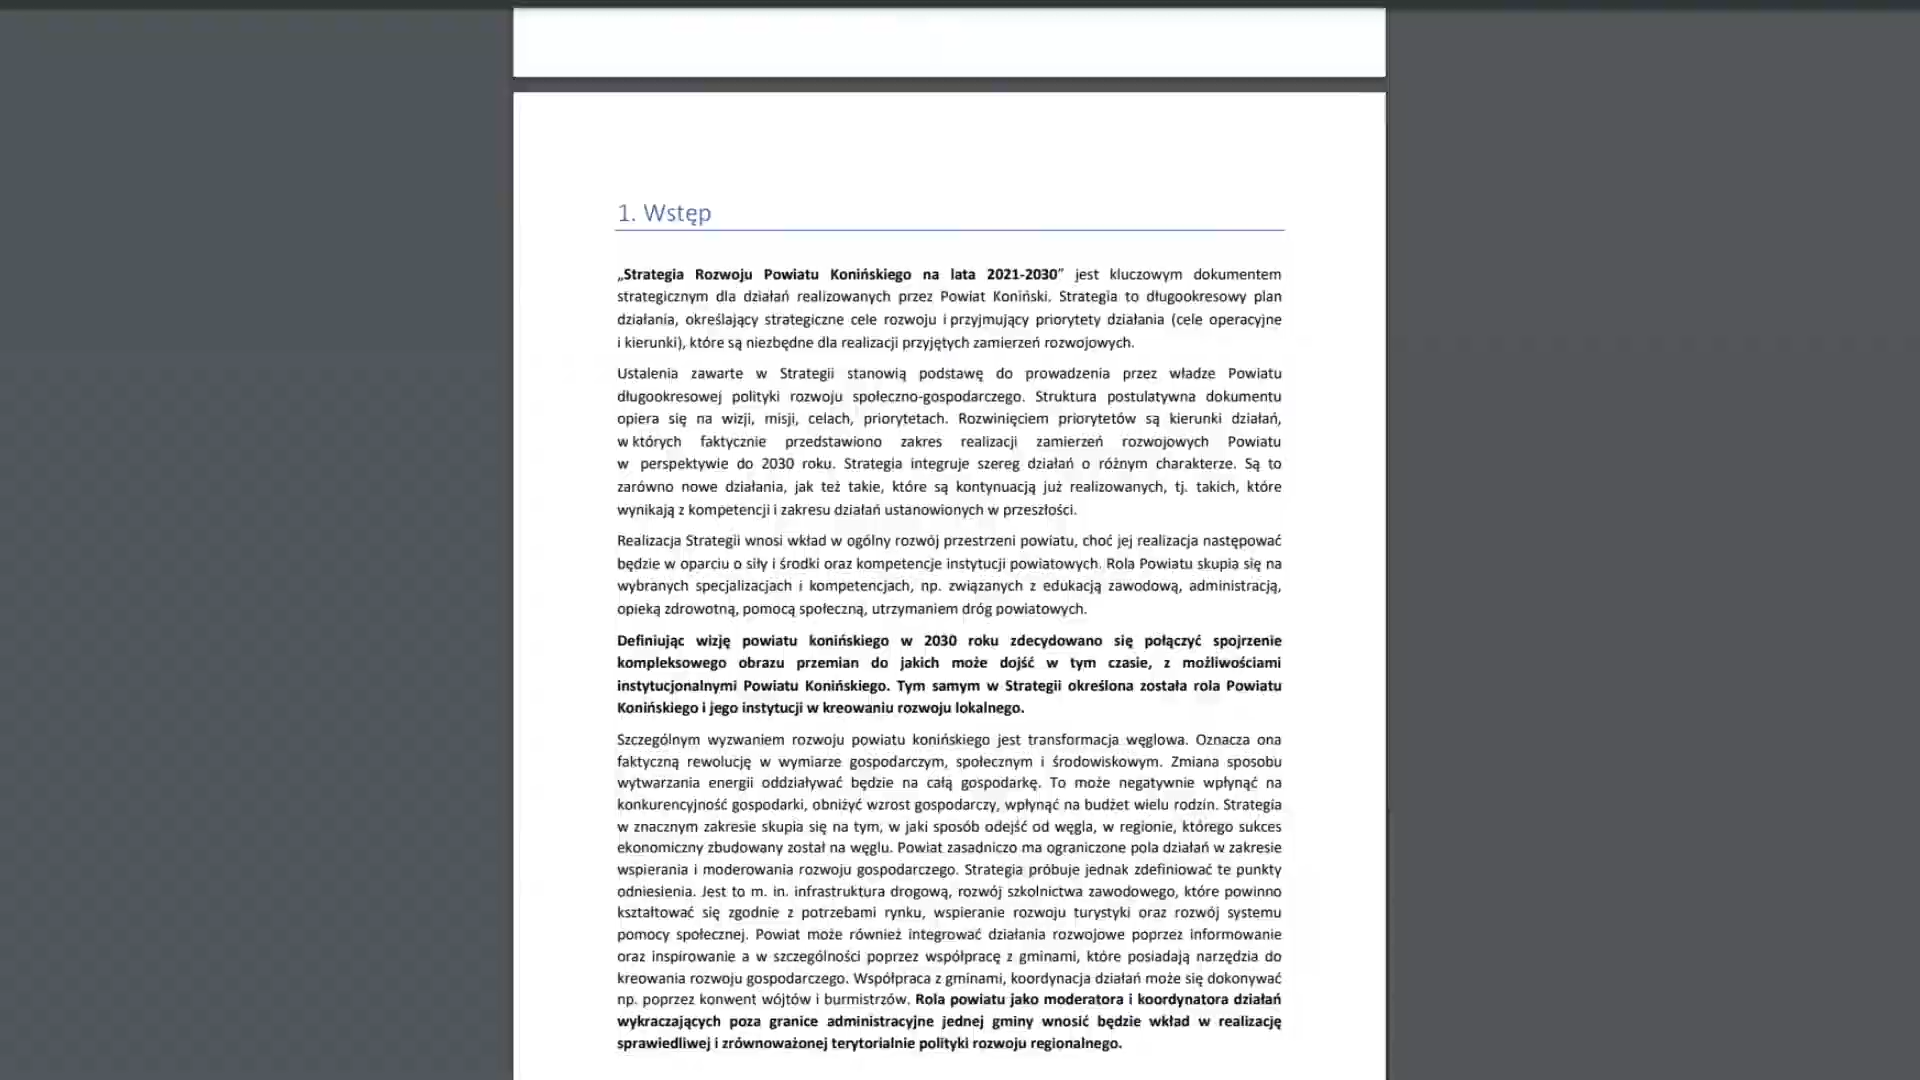 1. Wstęp
„Strategia Rozwoju Powiatu Konińskiego na lata 2021-2030” jest kluczowym dokumentem
strategicznym dla działań realizowanych przez Powiat Koniński. Strategia to długookresowy plan
działania, określający strategiczne cele rozwoju i przyjmujący priorytety działania (cele operacyjne
i kierunki), które są niezbędne dla realizacji przyjętych zamierzeń rozwojowych.
Ustalenia zawarte w Strategii stanowią podstawę do prowadzenia przez władze Powiatu
długookresowej polityki rozwoju społeczno-gospodarczego. Struktura postulatywna dokumentu
opiera się na wizji, misji, celach, priorytetach. Rozwinięciem priorytetów są kierunki działań,
w których faktycznie przedstawiono zakres realizacji zamierzeń rozwojowych Powiatu
w perspektywie do 2030 roku. Strategia integruje szereg działań o różnym charakterze. Są to
zarówno nowe działania, jak też takie, które są kontynuacją już realizowanych, tj. takich, które
wynikają z kompetencji i zakresu działań ustanowionych w przeszłości.
Realizacja Strategii wnosi wkład w ogólny rozwój przestrzeni powiatu, choć jej realizacja następować
będzie w oparciu o siły i środki oraz kompetencje instytucji powiatowych. Rola Powiatu skupia się na
wybranych specjalizacjach i kompetencjach, np. związanych z edukacją zawodową, administracją,
opieką zdrowotną, pomocą społeczną, utrzymaniem dróg powiatowych.
Definiując wizję powiatu konińskiego w 2030 roku zdecydowano się połączyć spojrzenie
kompleksowego obrazu przemian do jakich może dojść w tym czasie, z możliwościami
instytucjonalnymi Powiatu Konińskiego. Tym samym w Strategii określona została rola Powiatu
Konińskiego i jego instytucji w kreowaniu rozwoju lokalnego.
Szczególnym wyzwaniem rozwoju powiatu konińskiego jest transformacja węglowa. Oznacza ona
faktyczną rewolucję w wymiarze gospodarczym, społecznym i środowiskowym. Zmiana sposobu
wytwarzania energii oddziaływać będzie na całą gospodarkę. To może negatywnie wpłynąć na
konkurencyjność gospodarki, obniżyć wzrost gospodarczy, wpłynąć na budżet wielu rodzin. Strategia
w znacznym zakresie skupia się na tym, w jaki sposób odejść od węgla, w regionie, którego sukces
ekonomiczny zbudowany został na węglu. Powiat zasadniczo ma ograniczone pola działań w zakresie
wspierania i moderowania rozwoju gospodarczego. Strategia próbuje jednak zdefiniować te punkty
odniesienia. Jest to m. in. infrastruktura drogową, rozwój szkolnictwa zawodowego, które powinno
kształtować się zgodnie z potrzebami rynku, wspieranie rozwoju turystyki oraz rozwój systemu
pomocy społecznej. Powiat może również integrować działania rozwojowe poprzez informowanie
oraz inspirowanie a w szczególności poprzez współpracę z gminami, które posiadają narzędzia do
kreowania rozwoju gospodarczego. Współpraca z gminami, koordynacja działań może się dokonywać
np. poprzez konwent wójtów i burmistrzów. Rola powiatu jako moderatora i koordynatora działań
wykraczających poza granice administracyjne jednej gminy wnosić będzie wkład w realizację
sprawiedliwej i zrównoważonej terytorialnie polityki rozwoju regionalnego.